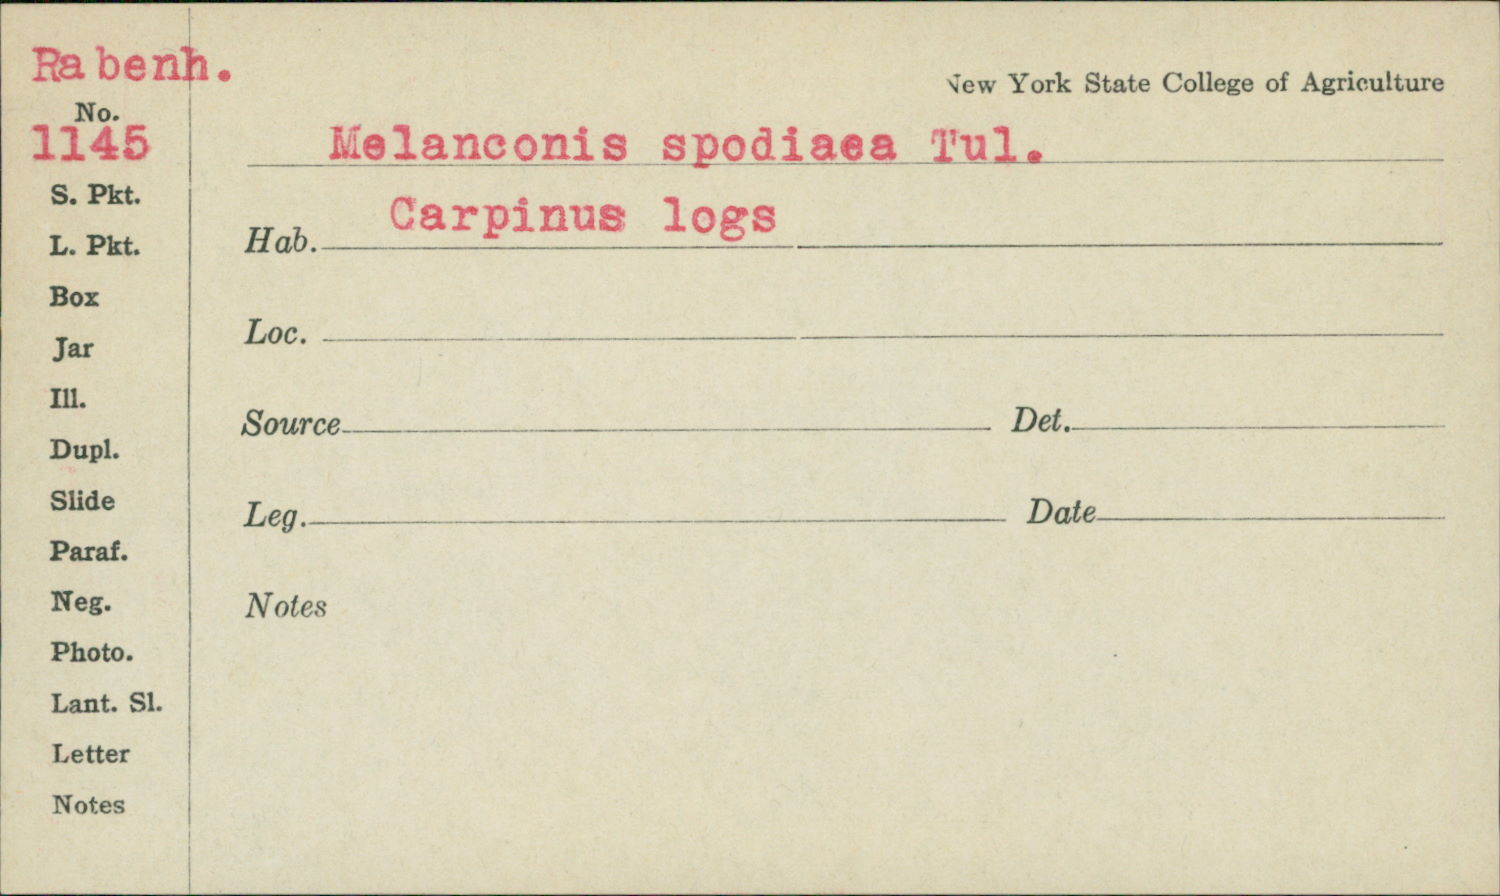 Rabenh.
New York State College of Agriculture
No.
1145
Melanconis spodiaea Tul.
S. Pkt.
Carpinus logs
Hab.
L. Pkt.
Box
Loc.
Jar
Ill.
Source Det.
Dupl.
Slide
Leg. Date
Paraf.
Neg.
Notes
Photo.
Lant. Sl.
Letter
Notes